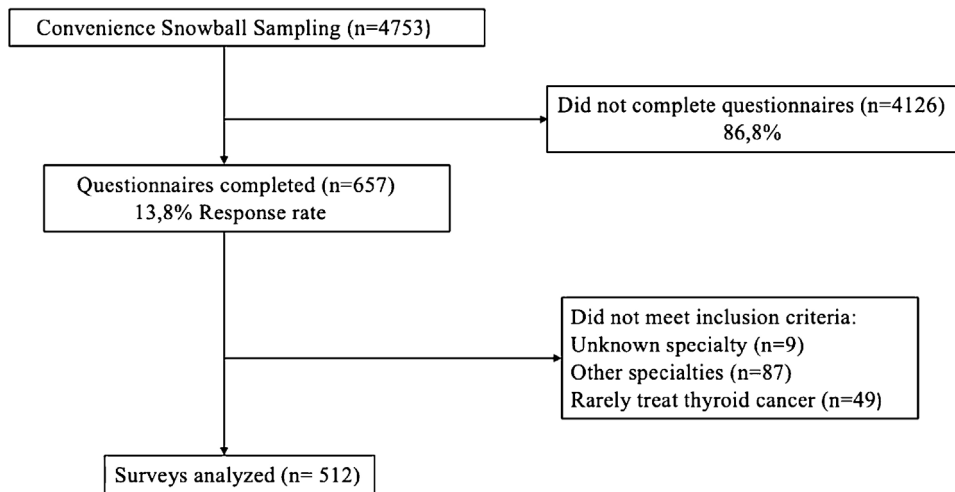 Convenience Snowball Sampling (n=4753)
Did not complete questionnaires (n=4126)
86,8%
Questionnaires completed (n=657)
13,8% Response rate
Did not meet inclusion criteria:
Unknown specialty (n=9)
Other specialties (n=87)
Rarely treat thyroid cancer (n=49)
Surveys analyzed (n= 512)